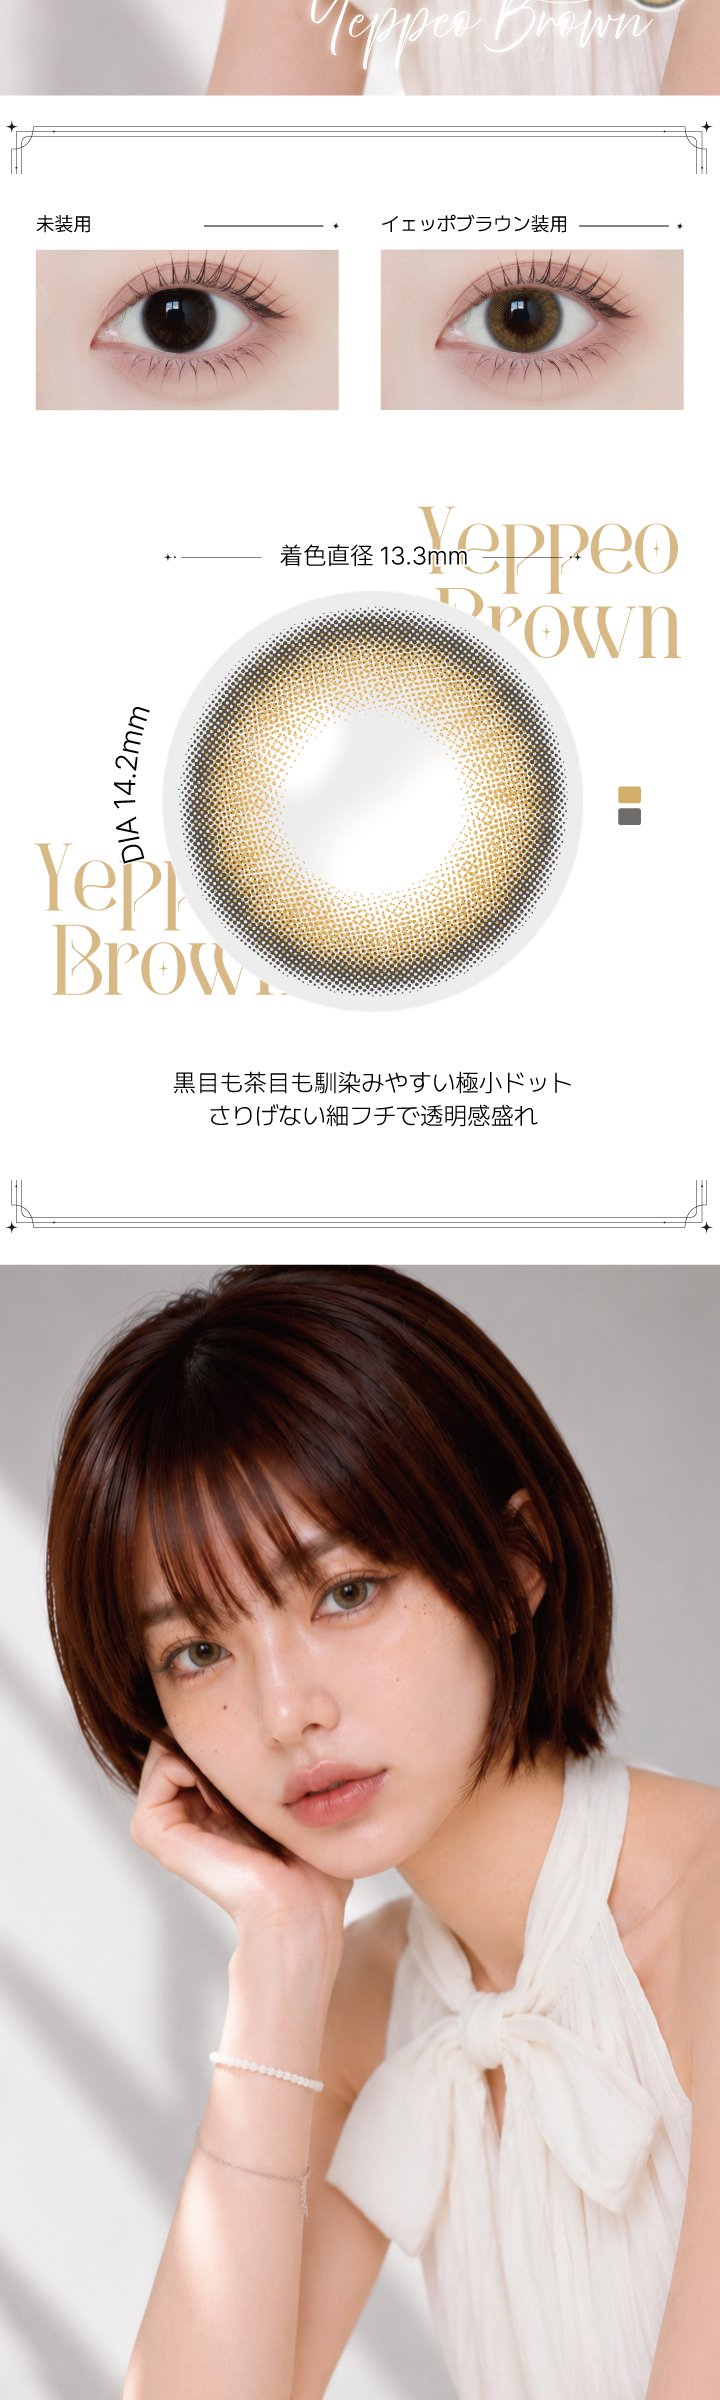 Yeppeo Brown
未装用
イェッポブラウン装用
Yeppeo
Brown
着色直径 13.3mm
DIA 14.2mm
Yepp
Brown
黒目も茶目も馴染みやすい極小ドット
さりげない細フチで透明感盛れ